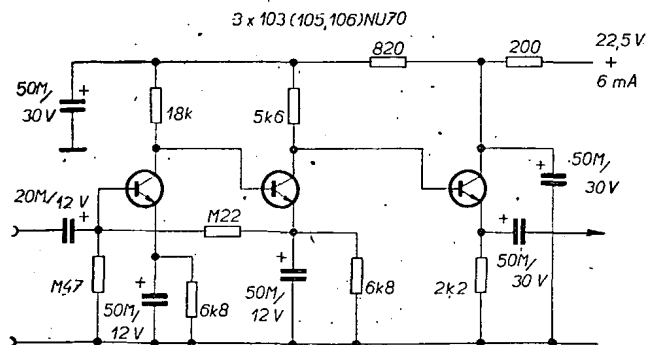 3 x 103 (105, 106) NU70
820
200
22,5 V
+
6 mA
50M/
30 V
+
18k
5k6
20M/12 V
+
M22
+
50M/
30 V
M47
+
50M/
12 V
6k8
+
50M/
12 V
6k8
2k2
+
50M/
30 V